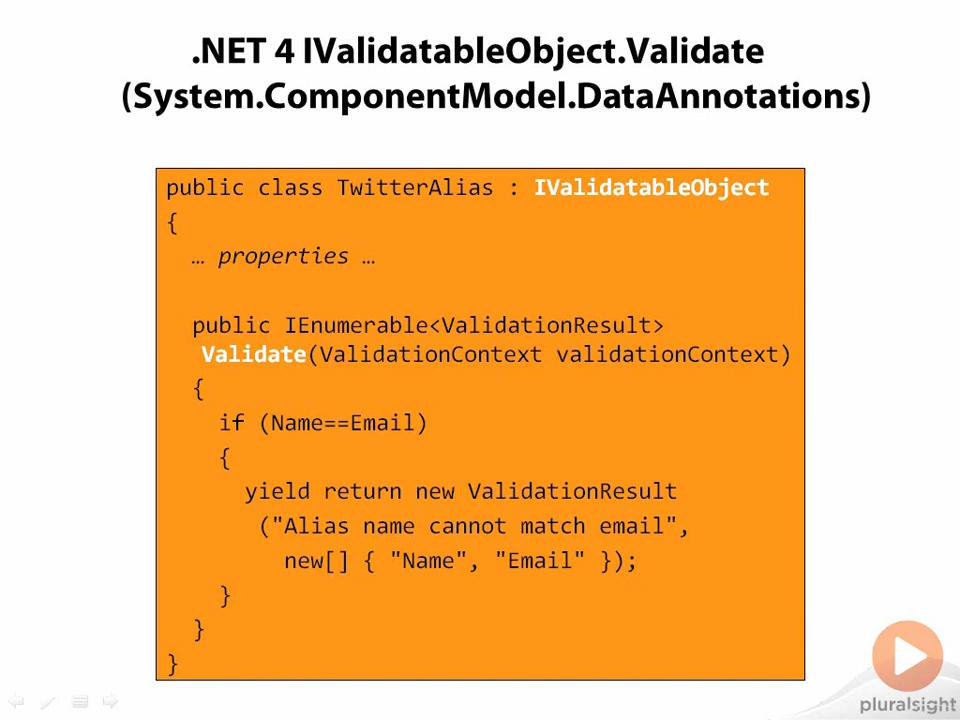 .NET 4 IValidatableObject.Validate
(System.ComponentModel.DataAnnotations)
public class TwitterAlias : IValidatableObject
{
… properties …
public IEnumerable<ValidationResult>
Validate(ValidationContext validationContext)
{
if (Name==Email)
{
yield return new ValidationResult
("Alias name cannot match email",
new[] { "Name", "Email" });
}
}
}
pluralsight